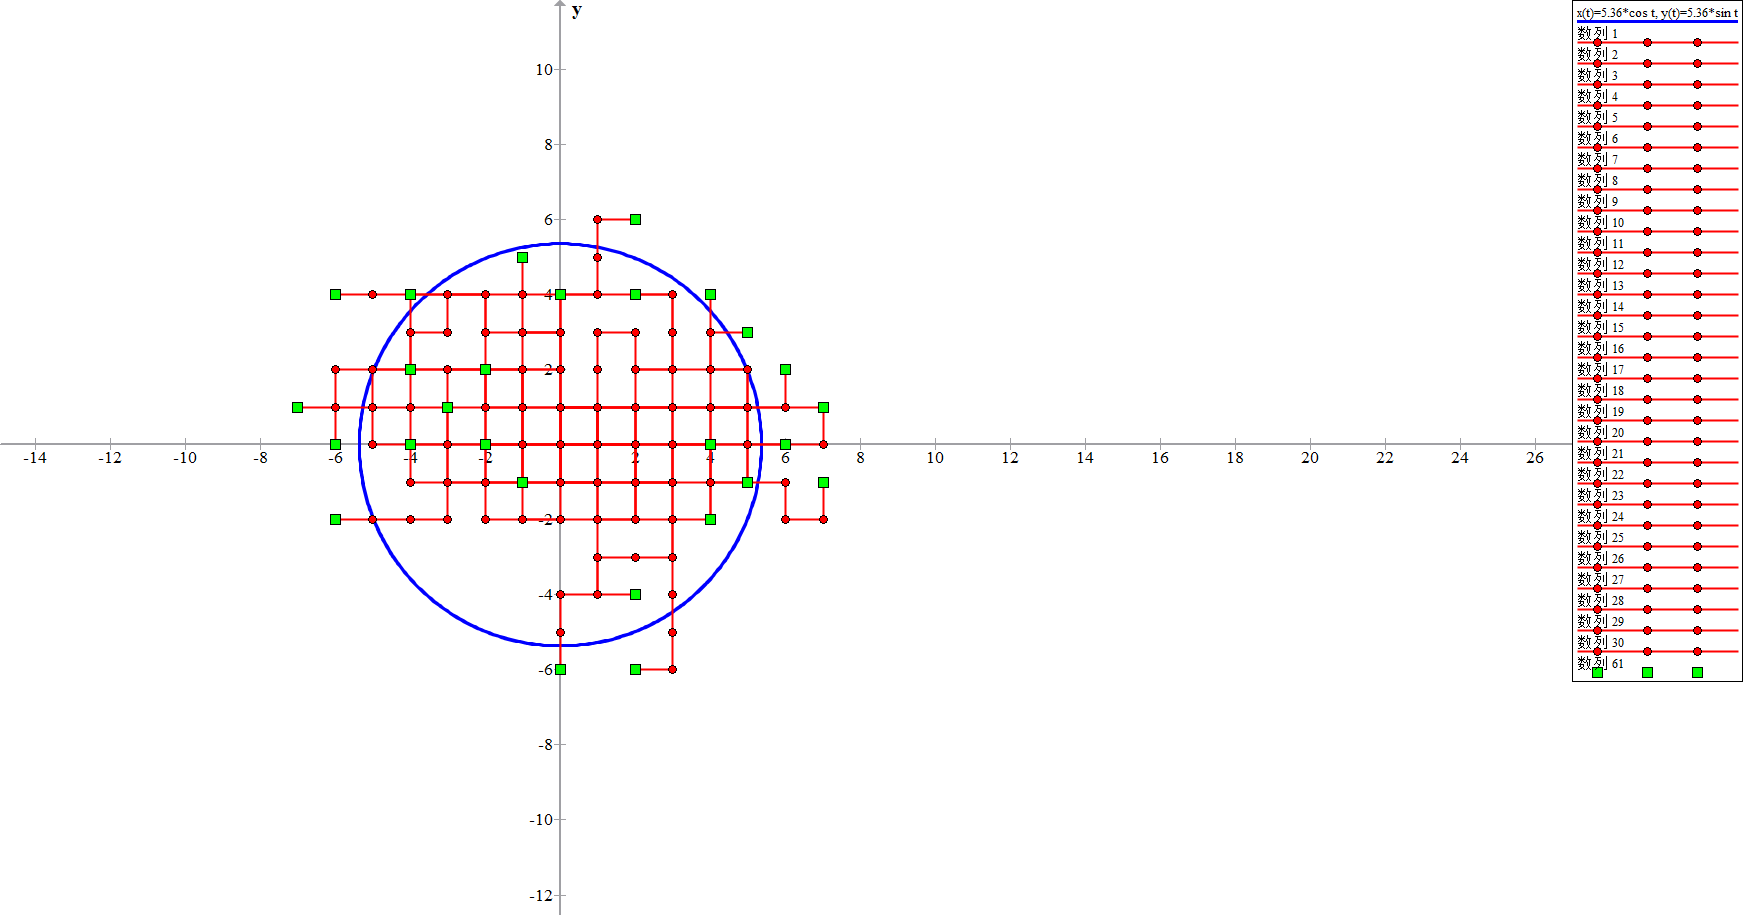 y
10
8
6
4
2
-14 -12 -10 -8 -6 -4 -2 2 4 6 8 10 12 14 16 18 20 22 24 26
-2
-4
-6
-8
-10
-12
x(t)=5.36*cos t, y(t)=5.36*sin t
数列 1
数列 2
数列 3
数列 4
数列 5
数列 6
数列 7
数列 8
数列 9
数列 10
数列 11
数列 12
数列 13
数列 14
数列 15
数列 16
数列 17
数列 18
数列 19
数列 20
数列 21
数列 22
数列 23
数列 24
数列 25
数列 26
数列 27
数列 28
数列 29
数列 30
数列 61